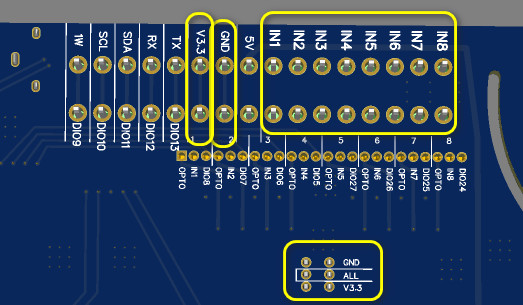 1W SCL SDA RX TX V3.3 GND 5V IN1 IN2 IN3 IN4 IN5 IN6 IN7 IN8
DIO9 DIO10 DIO11 DIO12 DIO13
1 2 3 4 5 6 7 8
OPTO IN1 DIO8 OPTO IN2 DIO7 OPTO IN3 DIO6 OPTO IN4 DIO5 OPTO IN5 DIO27 OPTO IN6 DIO26 OPTO IN7 DIO25 OPTO IN8 DIO24
GND
ALL
V3.3